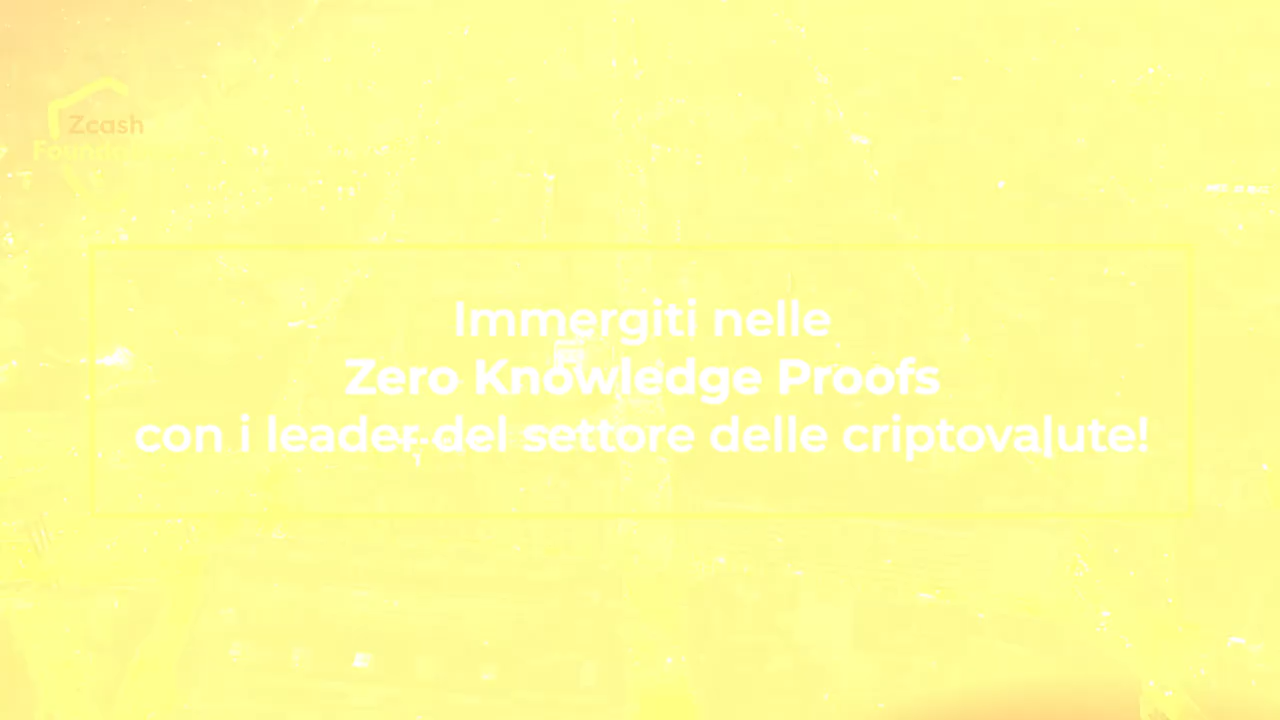 Zcash
Immergiti nelle
Zero Knowledge Proofs
con i leader del settore delle criptovalute!